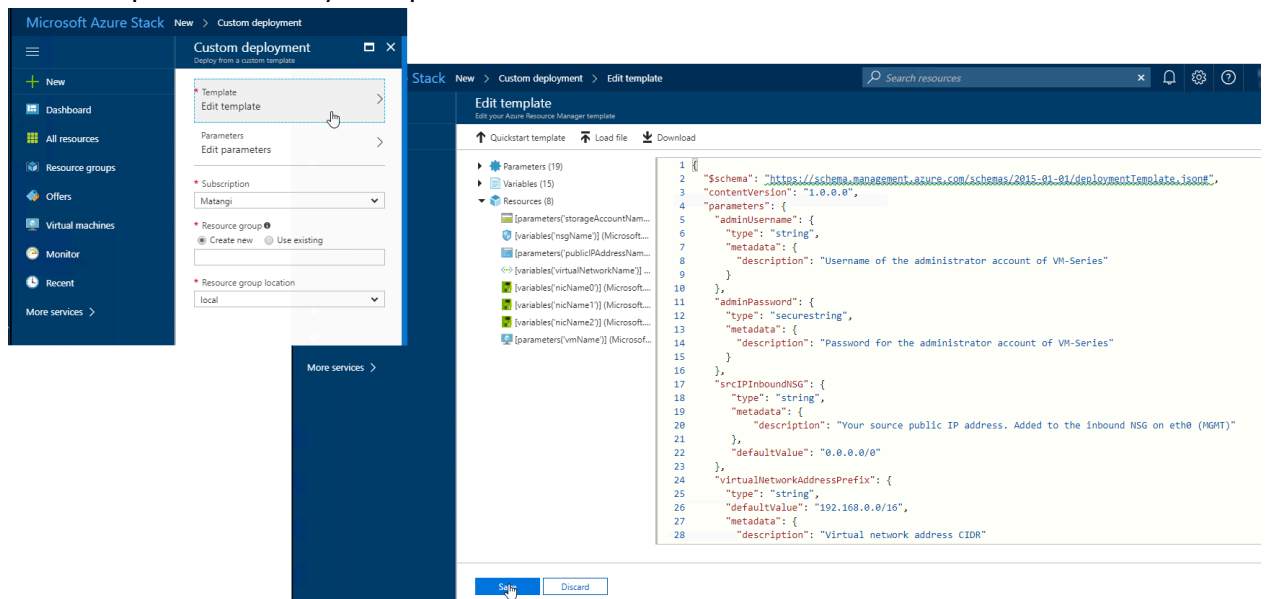 Microsoft Azure Stack New > Custom deployment
Custom deployment
Deploy from a custom template
New
Dashboard
All resources
Resource groups
Offers
Virtual machines
Monitor
Recent
More services >
* Template
Edit template
Parameters
Edit parameters
* Subscription
Matangi
* Resource group
Create new Use existing
* Resource group location
local
More services >
Stack New > Custom deployment > Edit template
Search resources
Edit template
Edit your Azure Resource Manager template
Quickstart template Load file Download
Parameters (19)
Variables (15)
Resources (8)
[parameters('storageAccountNam...
[variables('nsgName')] (Microsoft....
[parameters('publicIPAddressNam...
[variables('virtualNetworkName')] ...
[variables('nicName0')] (Microsoft....
[variables('nicName1')] (Microsoft....
[variables('nicName2')] (Microsoft....
[parameters('vmName')] (Microsof...
1 {
2 "$schema": "https://schema.management.azure.com/schemas/2015-01-01/deploymentTemplate.json#",
3 "contentVersion": "1.0.0.0",
4 "parameters": {
5 "adminUsername": {
6 "type": "string",
7 "metadata": {
8 "description": "Username of the administrator account of VM-Series"
9 }
10 },
11 "adminPassword": {
12 "type": "securestring",
13 "metadata": {
14 "description": "Password for the administrator account of VM-Series"
15 }
16 },
17 "srcIPInboundNSG": {
18 "type": "string",
19 "metadata": {
20 "description": "Your source public IP address. Added to the inbound NSG on eth0 (MGMT)"
21 },
22 "defaultValue": "0.0.0.0/0"
23 },
24 "virtualNetworkAddressPrefix": {
25 "type": "string",
26 "defaultValue": "192.168.0.0/16",
27 "metadata": {
28 "description": "Virtual network address CIDR"
Save Discard